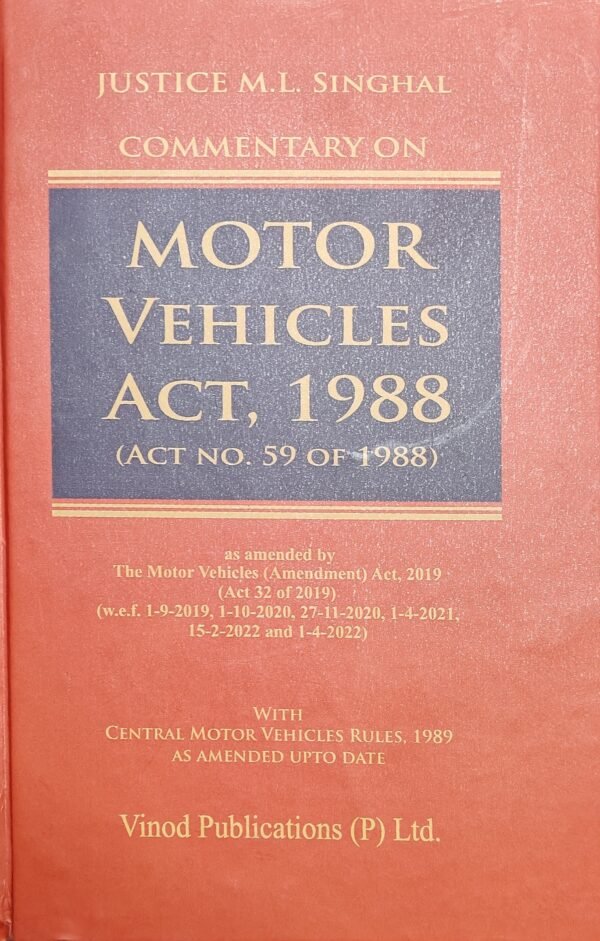 JUSTICE M.L. SINGHAL
COMMENTARY ON
MOTOR
VEHICLES
ACT, 1988
(ACT NO. 59 OF 1988)
as amended by
The Motor Vehicles (Amendment) Act, 2019
(Act 32 of 2019)
(w.e.f. 1-9-2019, 1-10-2020, 27-11-2020, 1-4-2021,
15-2-2022 and 1-4-2022)
WITH
CENTRAL MOTOR VEHICLES RULES, 1989
AS AMENDED UPTO DATE
Vinod Publications (P) Ltd.